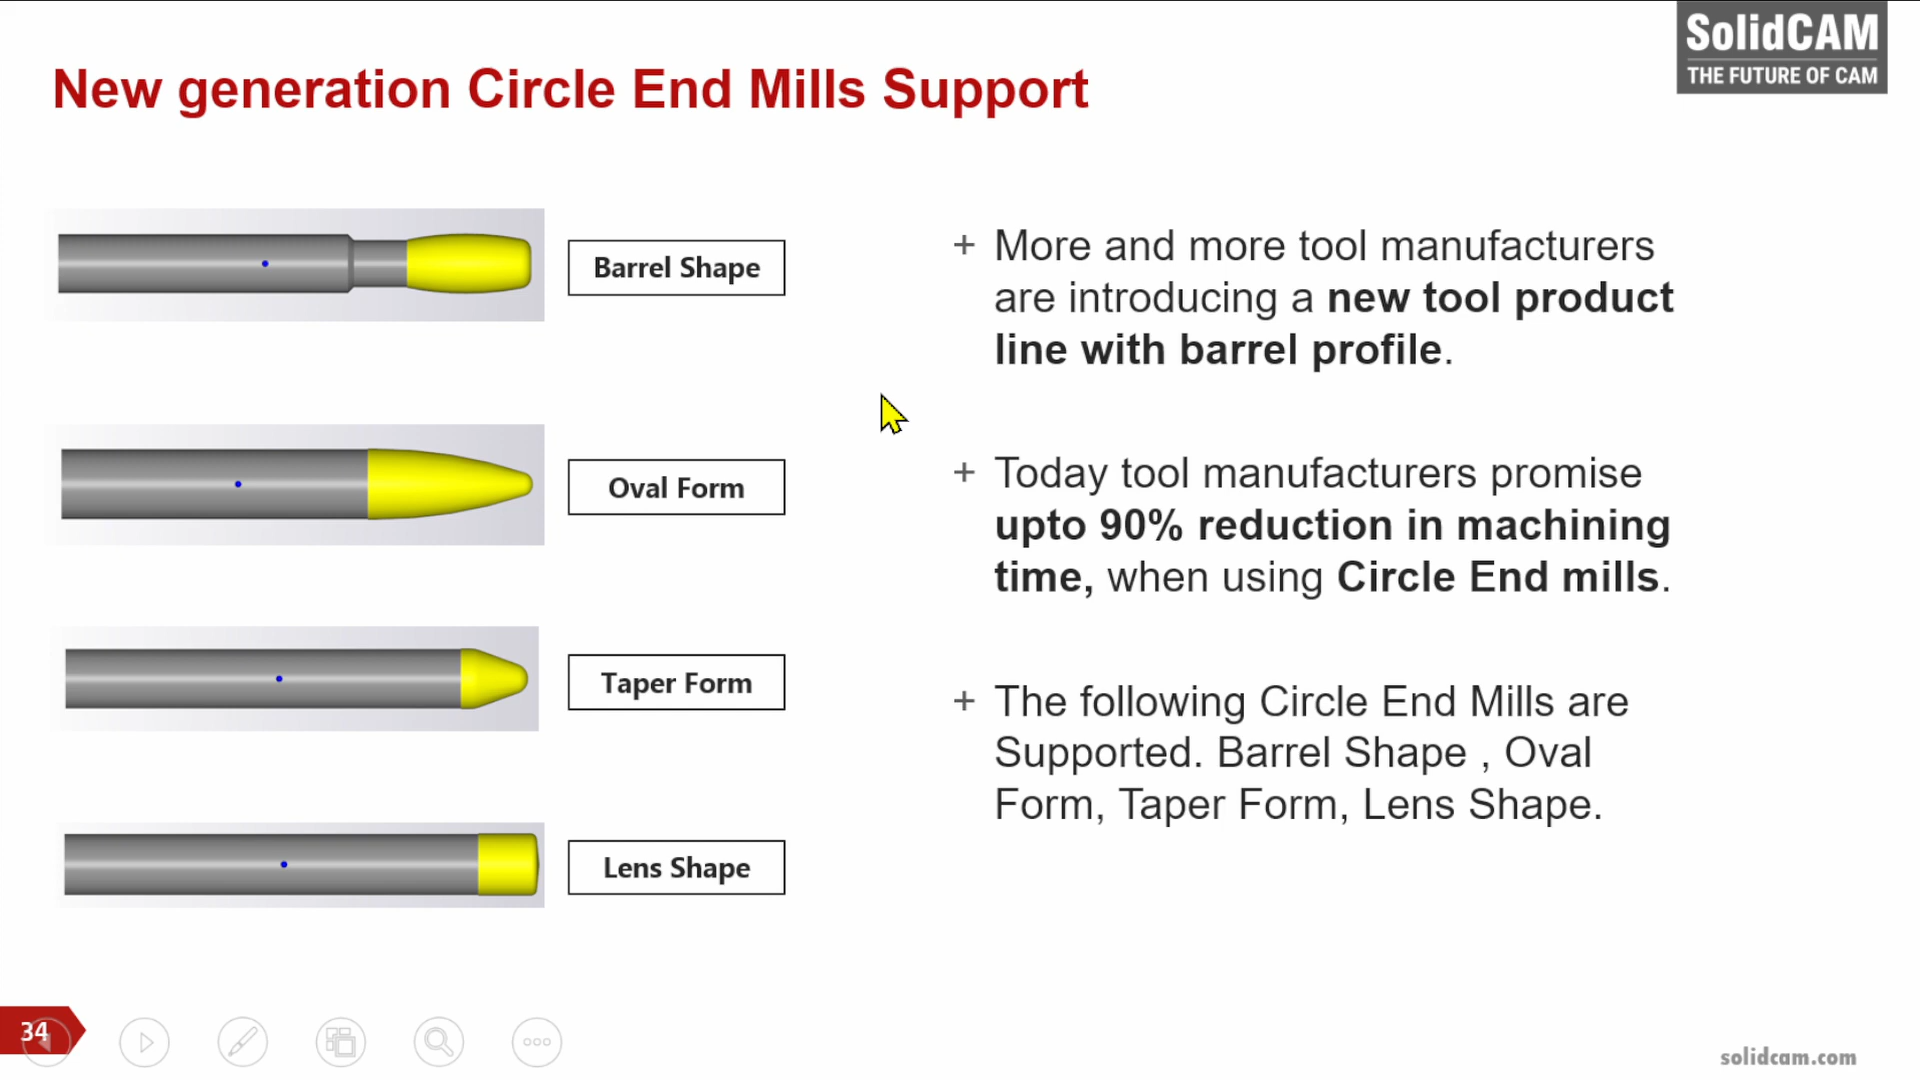 SolidCAM
THE FUTURE OF CAM
New generation Circle End Mills Support
Barrel Shape
Oval Form
Taper Form
Lens Shape
+ More and more tool manufacturers
are introducing a new tool product
line with barrel profile.
+ Today tool manufacturers promise
upto 90% reduction in machining
time, when using Circle End mills.
+ The following Circle End Mills are
Supported. Barrel Shape , Oval
Form, Taper Form, Lens Shape.
34
solidcam.com